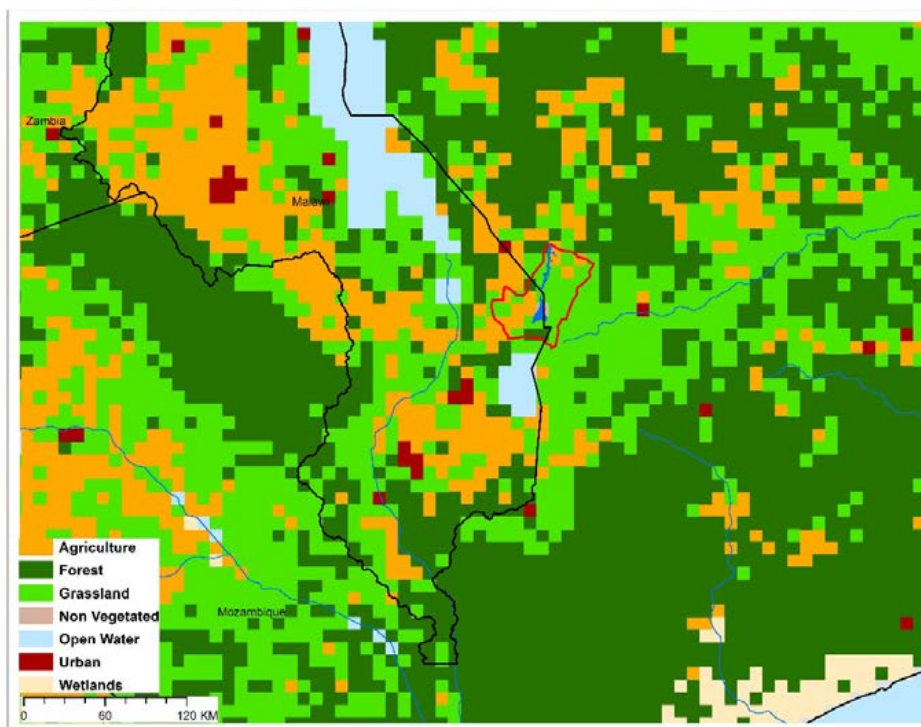 Zambia
Malawi
Mozambique
Agriculture
Forest
Grassland
Non Vegetated
Open Water
Urban
Wetlands
0 60 120 KM